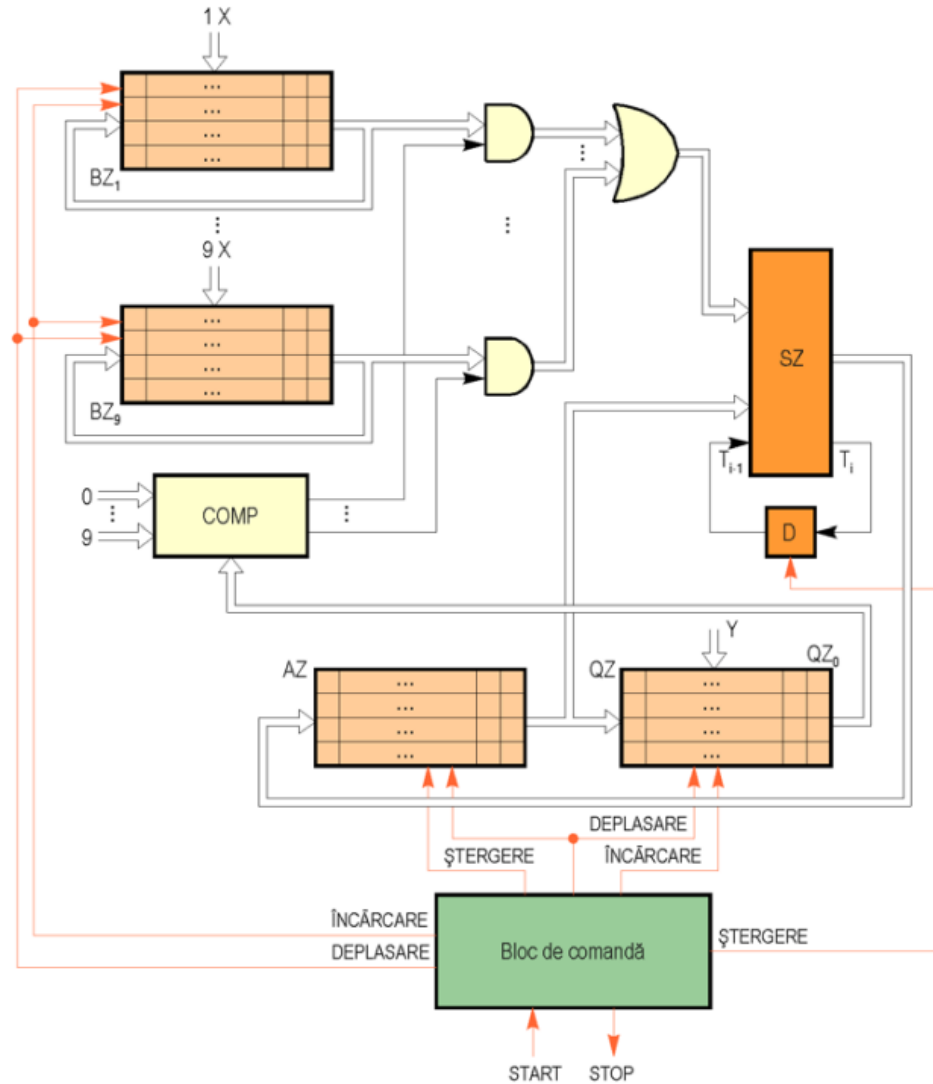 1 X
...
...
...
...
BZ1
...
...
...
9 X
...
...
...
...
BZ9
SZ
Ti-1
Ti
0
...
9
COMP
...
D
Y
AZ
QZ
QZ0
...
...
...
...
...
...
...
...
DEPLASARE
ŞTERGERE
ÎNCĂRCARE
ÎNCĂRCARE
DEPLASARE
Bloc de comandă
ŞTERGERE
START
STOP